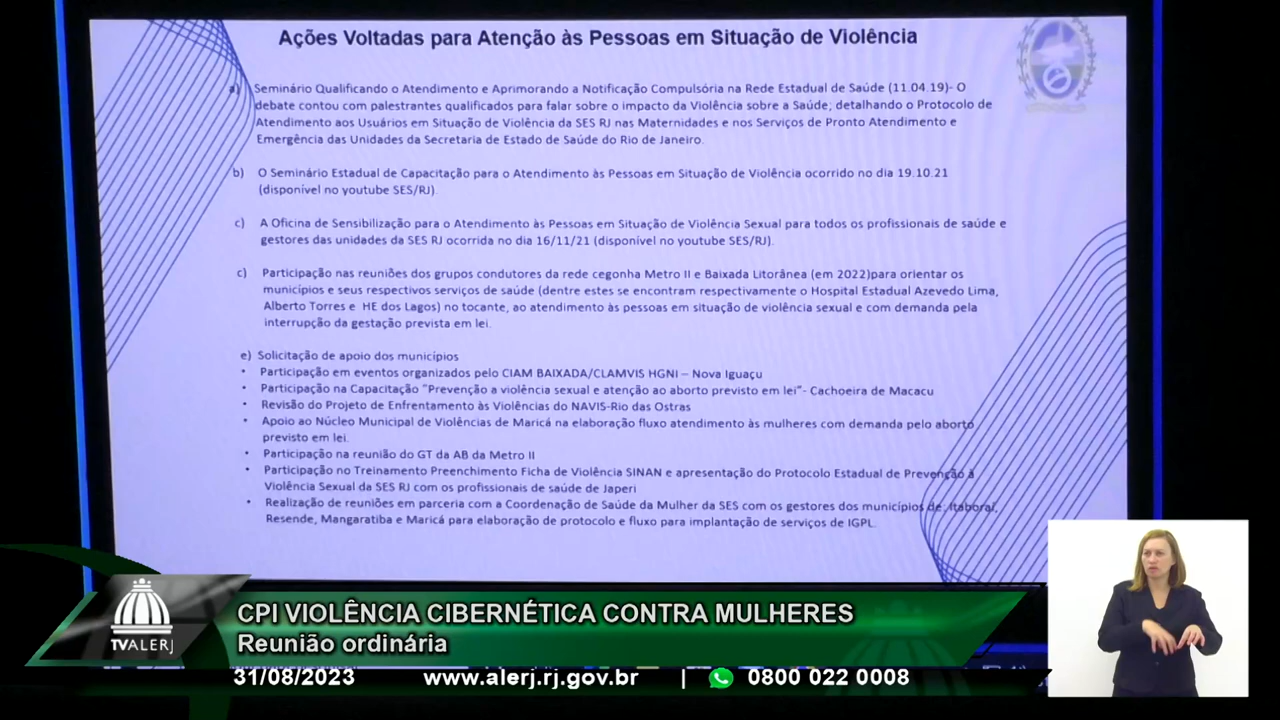 Ações Voltadas para Atenção às Pessoas em Situação de Violência
a) Seminário Qualificando o Atendimento e Aprimorando a Notificação Compulsória na Rede Estadual de Saúde (11.04.19)- O
debate contou com palestrantes qualificados para falar sobre o impacto da Violência sobre a Saúde, detalhando o Protocolo de
Atendimento aos Usuários em Situação de Violência da SES RJ nas Maternidades e nos Serviços de Pronto Atendimento e
Emergência das Unidades da Secretaria de Estado de Saúde do Rio de Janeiro.
b) O Seminário Estadual de Capacitação para o Atendimento às Pessoas em Situação de Violência ocorrido no dia 19.10.21
(disponível no youtube SES/RJ).
c) A Oficina de Sensibilização para o Atendimento às Pessoas em Situação de Violência Sexual para todos os profissionais de saúde e
gestores das unidades da SES RJ ocorrida no dia 16/11/21 (disponível no youtube SES/RJ).
c) Participação nas reuniões dos grupos condutores da rede cegonha Metro II e Baixada Litorânea (em 2022)para orientar os
municípios e seus respectivos serviços de saúde (dentre estes se encontram respectivamente o Hospital Estadual Azevedo Lima,
Alberto Torres e HE dos Lagos) no tocante, ao atendimento às pessoas em situação de violência sexual e com demanda pela
interrupção da gestação prevista em lei.
e) Solicitação de apoio dos municípios
• Participação em eventos organizados pelo CIAM BAIXADA/CLAMVIS HGNI – Nova Iguaçu
• Participação na Capacitação "Prevenção a violência sexual e atenção ao aborto previsto em lei"- Cachoeira de Macacu
• Revisão do Projeto de Enfrentamento às Violências do NAVIS-Rio das Ostras
• Apoio ao Núcleo Municipal de Violências de Maricá na elaboração fluxo atendimento às mulheres com demanda pelo aborto
previsto em lei.
• Participação na reunião do GT da AB da Metro II
• Participação no Treinamento Preenchimento Ficha de Violência SINAN e apresentação do Protocolo Estadual de Prevenção à
Violência Sexual da SES RJ com os profissionais de saúde de Japeri
• Realização de reuniões em parceria com a Coordenação de Saúde da Mulher da SES com os gestores dos municípios de: Itaboraí,
Resende, Mangaratiba e Maricá para elaboração de protocolo e fluxo para implantação de serviços de IGPL.
CPI VIOLÊNCIA CIBERNÉTICA CONTRA MULHERES
Reunião ordinária
TVALERJ
31/08/2023 www.alerj.rj.gov.br | 0800 022 0008